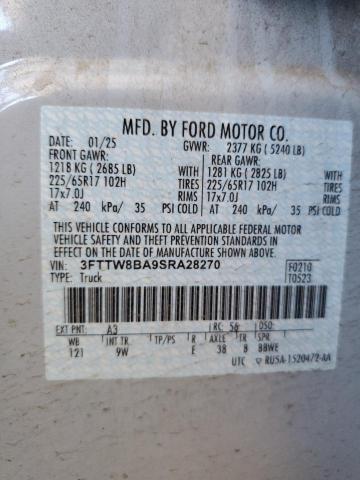 MFD. BY FORD MOTOR CO.
DATE: 01/25 GVWR: 2377 KG ( 5240 LB)
FRONT GAWR: REAR GAWR:
1218 KG ( 2685 LB) WITH 1281 KG ( 2825 LB) WITH
225/65R17 102H TIRES 225/65R17 102H TIRES
17x7.0J RIMS 17x7.0J RIMS
AT 240 kPa/ 35 PSI COLD AT 240 kPa/ 35 PSI COLD
THIS VEHICLE CONFORMS TO ALL APPLICABLE FEDERAL MOTOR
VEHICLE SAFETY AND THEFT PREVENTION STANDARDS IN
EFFECT ON THE DATE OF MANUFACTURE SHOWN ABOVE.
VIN: 3FTTW8BA9SRA28270 F0210
TYPE: Truck T0523
EXT PNT: A3 RC: 56 DSO:
WB INT TR TP/PS R AXLE TR SPR
121 9W E 38 8 BBWE
UTC RU5A-1520472-AA